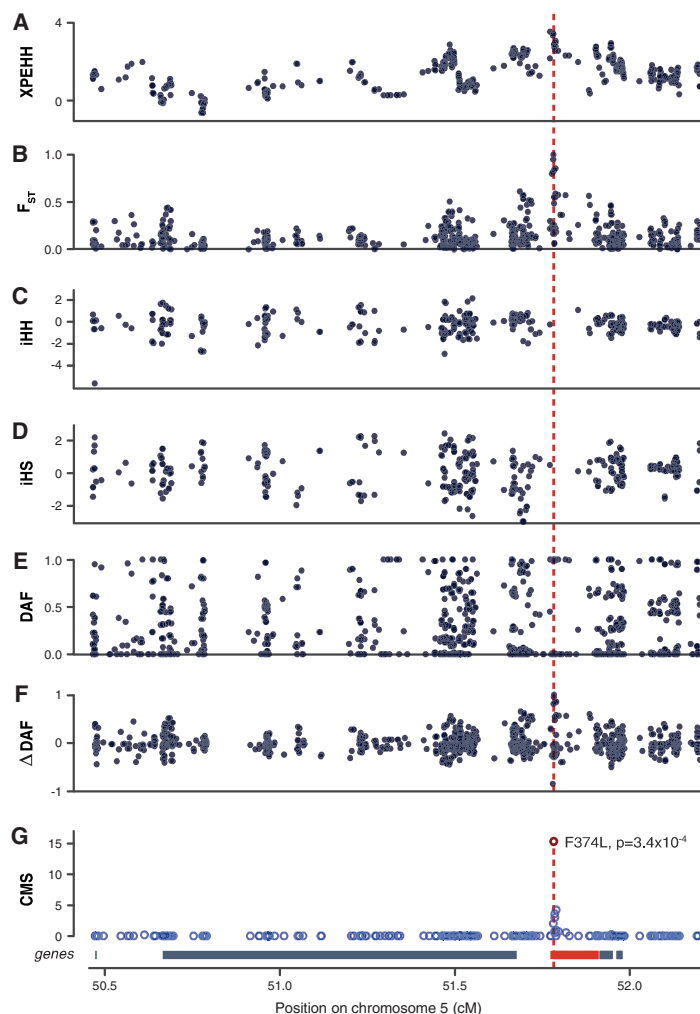 A
XPEHH
4
0
B
F_ST
1.0
0.5
0.0
C
iHH
2
0
-2
-4
D
iHS
2
0
-2
E
DAF
1.0
0.5
0.0
F
Δ DAF
1
0
-1
G
CMS
15
10
5
0
F374L, p=3.4x10^-4
genes
50.5 51.0 51.5 52.0
Position on chromosome 5 (cM)